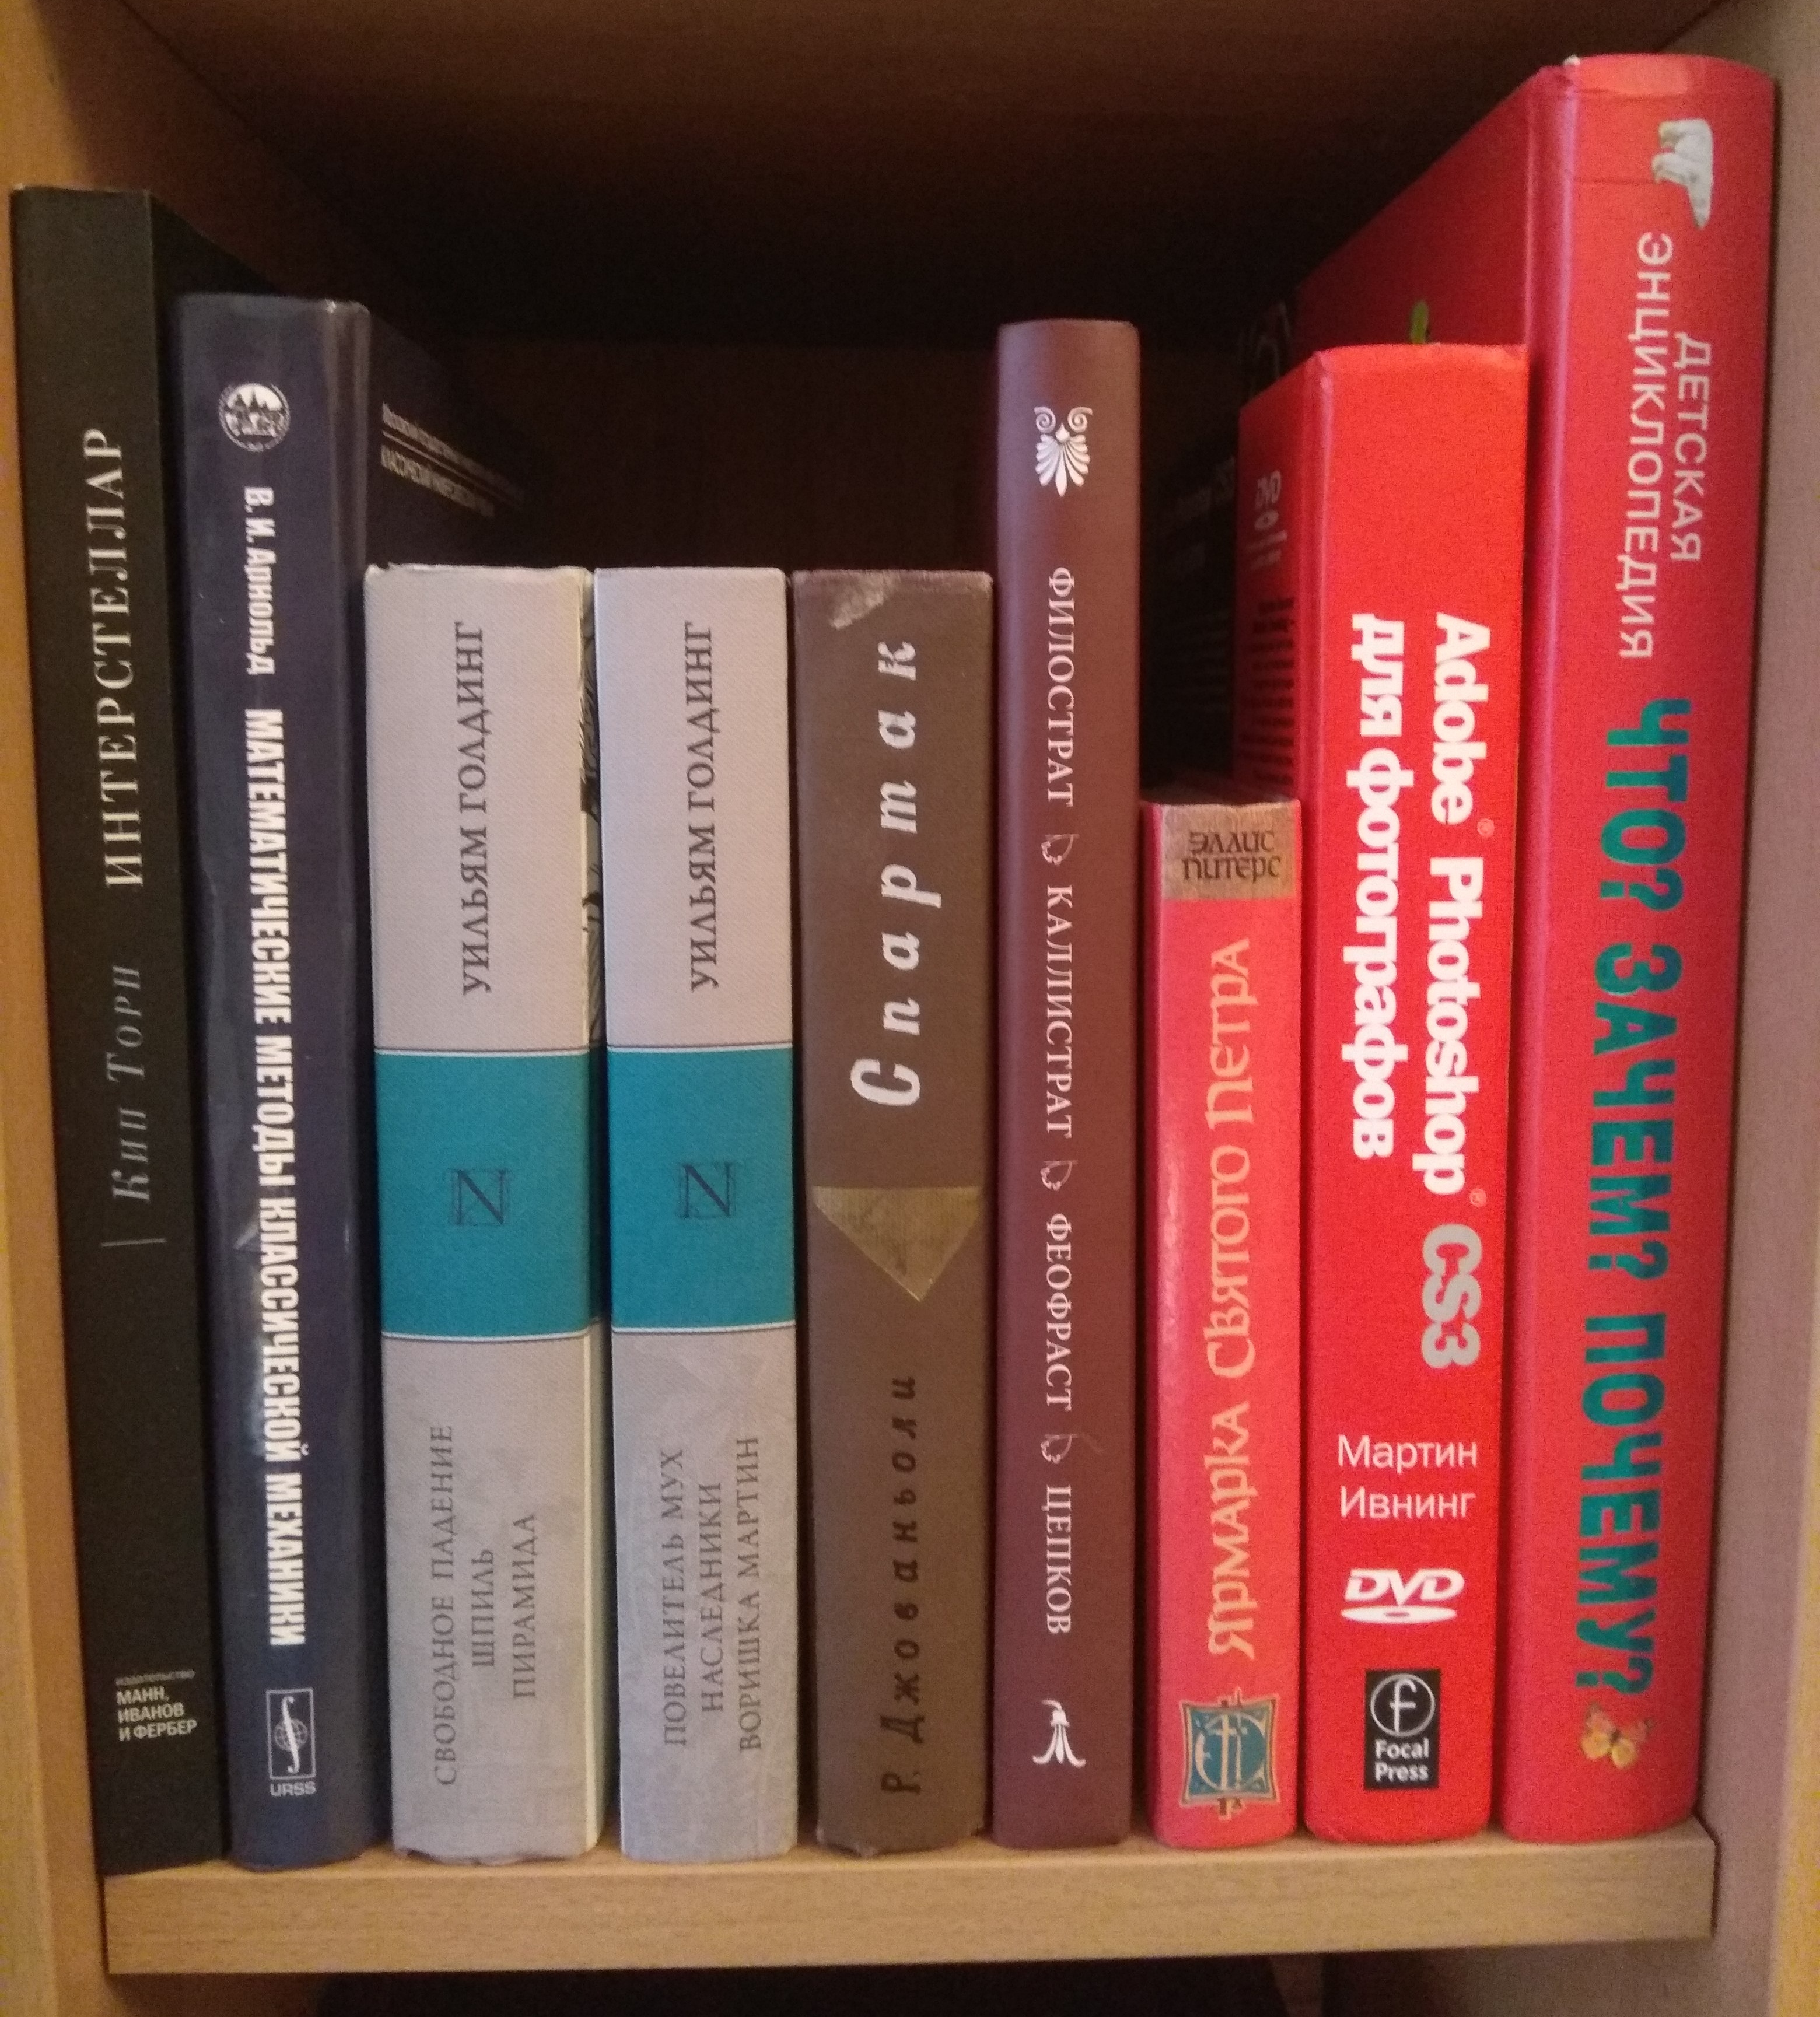 ИНТЕРСТЕЛЛАР
Кип Торн
издательство
МАНН,
ИВАНОВ
И ФЕРБЕР
В. И. Арнольд МАТЕМАТИЧЕСКИЕ МЕТОДЫ КЛАССИЧЕСКОЙ МЕХАНИКИ
URSS
УИЛЬЯМ ГОЛДИНГ
СВОБОДНОЕ ПАДЕНИЕ
ШПИЛЬ
ПИРАМИДА
УИЛЬЯМ ГОЛДИНГ
ПОВЕЛИТЕЛЬ МУХ
НАСЛЕДНИКИ
ВОРИШКА МАРТИН
Спартак
Р. Джованьоли
ФИЛОСТРАТ КАЛЛИСТРАТ ФЕОФРАСТ ЦЕПКОВ
ЭЛЛИС
ПИТЕРС
Ярмарка Святого Петра
DVD
Adobe® Photoshop® CS3
для фотографов
Мартин
Ивнинг
DVD
f
Focal
Press
ДЕТСКАЯ
ЭНЦИКЛОПЕДИЯ
ЧТО? ЗАЧЕМ? ПОЧЕМУ?